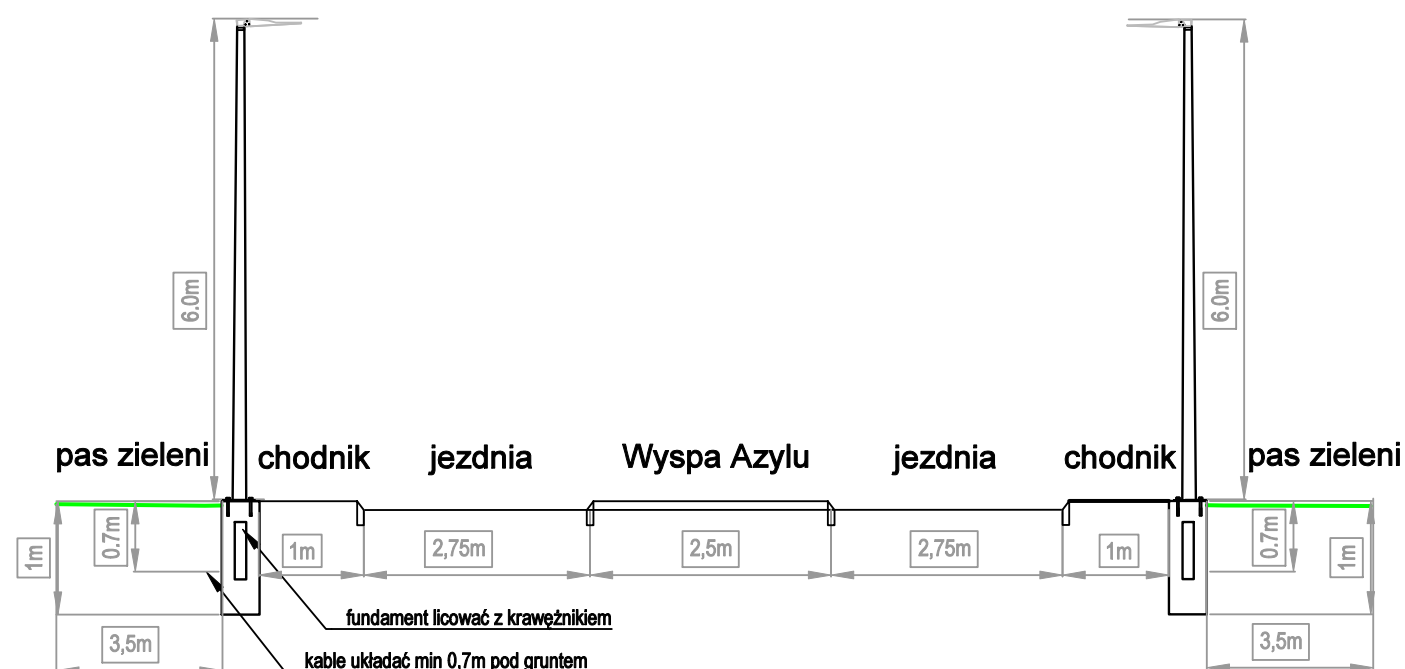 6.0m
6.0m
pas zieleni
chodnik
jezdnia
Wyspa Azylu
jezdnia
chodnik
pas zieleni
1m
0.7m
1m
2,75m
2,5m
2,75m
1m
0.7m
1m
fundament licować z krawężnikiem
3,5m
3,5m
kable układać min 0,7m pod gruntem